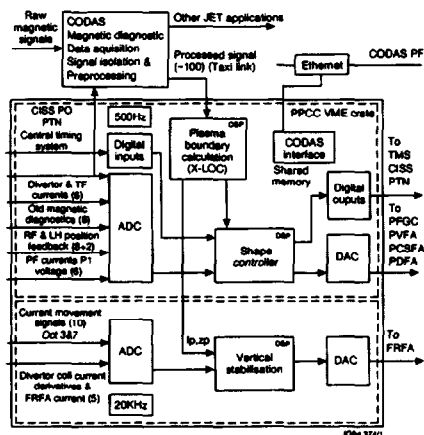 Raw
magnetic
signals
CODAS
Magnetic diagnostic
Data aquisition
Signal isolation &
Preprocessing
Other JET applications
Processed signal
(~100) (Taxi link)
Ethernet
CODAS PF
CISS PO
PTN
500Hz
DSP
PPCC VME crate
Central timing
system
Digital
inputs
Plasma
boundary
calculation
(X-LOC)
CODAS
interface
Shared
memory
To
TMS
CISS
PTN
Digital
ouputs
Divertor & TF
currents (6)
Old magnetic
diagnostics (8)
RF & LH position
feedback (8+2)
PF currents P1
voltage (6)
ADC
DSP
Shape
controller
DAC
To
PFGC
PVFA
PCSFA
PDFA
Current movement
signals (10)
Oct 3&7
Divertor coil current
derivatives &
FRFA current (5)
ADC
20KHz
Ip,zp
DSP
Vertical
stabilisation
DAC
To
FRFA